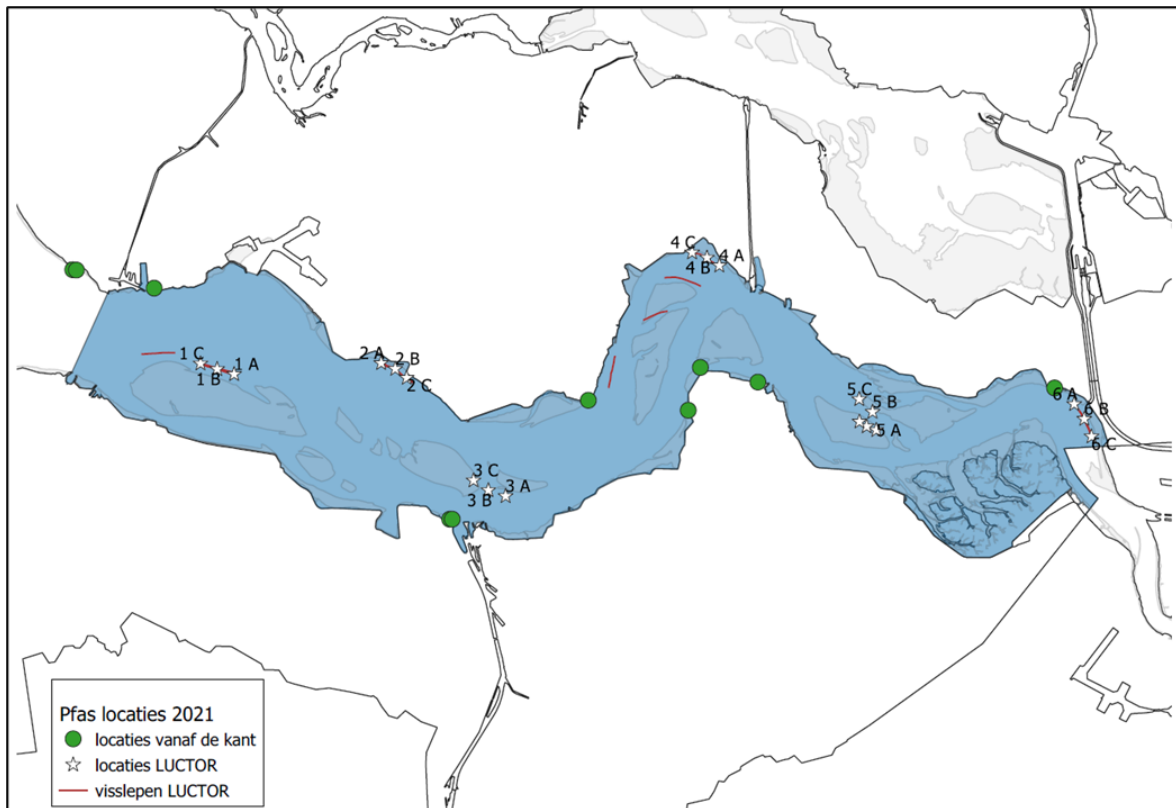 4 C
4 A
4 B
1 C
1 A
1 B
2 A
2 B
2 C
5 C
5 B
5 A
6 A
6 B
6 C
3 C
3 A
3 B
Pfas locaties 2021
locaties vanaf de kant
locaties LUCTOR
visslepen LUCTOR